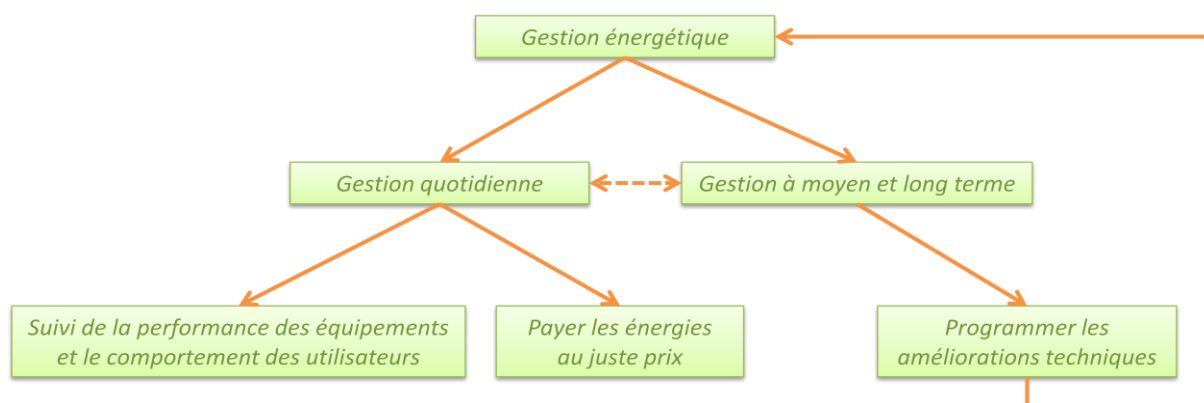 Gestion énergétique
Gestion quotidienne
Gestion à moyen et long terme
Suivi de la performance des équipements
et le comportement des utilisateurs
Payer les énergies
au juste prix
Programmer les
améliorations techniques